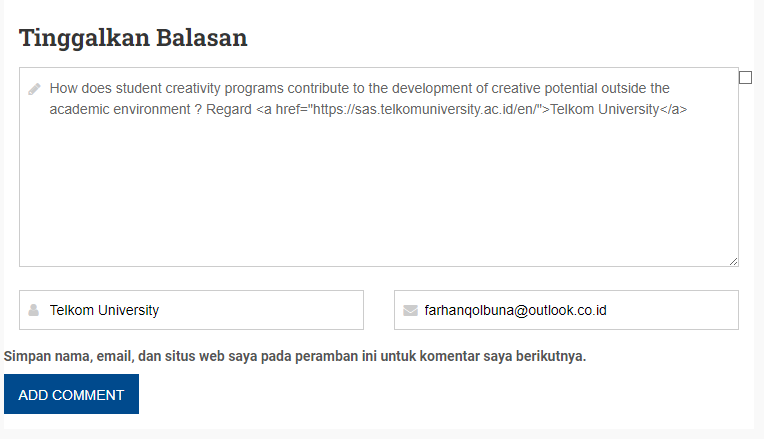 Tinggalkan Balasan
How does student creativity programs contribute to the development of creative potential outside the
academic environment ? Regard <a href="https://sas.telkomuniversity.ac.id/en/">Telkom University</a>
Telkom University
farhanqolbuna@outlook.co.id
Simpan nama, email, dan situs web saya pada peramban ini untuk komentar saya berikutnya.
ADD COMMENT